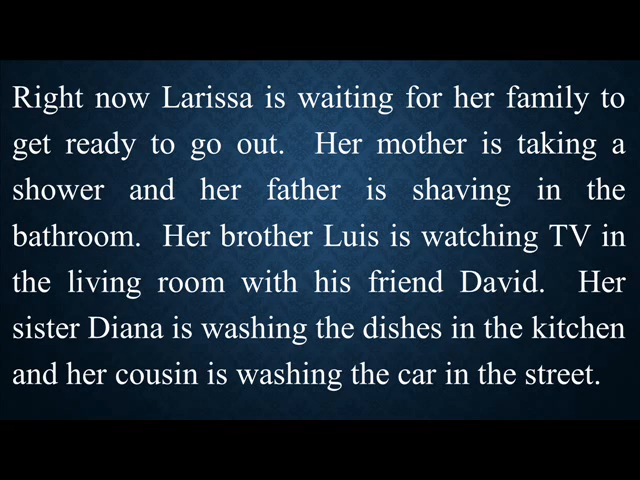 Right now Larissa is waiting for her family to
get ready to go out.  Her mother is taking a
shower and her father is shaving in the
bathroom.  Her brother Luis is watching TV in
the living room with his friend David.  Her
sister Diana is washing the dishes in the kitchen
and her cousin is washing the car in the street.